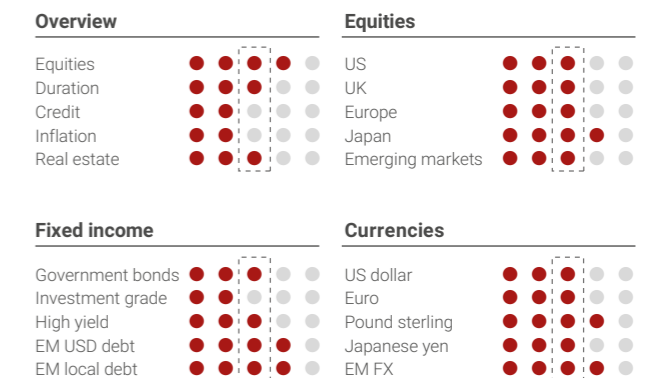 Overview
Equities
Duration
Credit
Inflation
Real estate
Equities
US
UK
Europe
Japan
Emerging markets
Fixed income
Government bonds
Investment grade
High yield
EM USD debt
EM local debt
Currencies
US dollar
Euro
Pound sterling
Japanese yen
EM FX